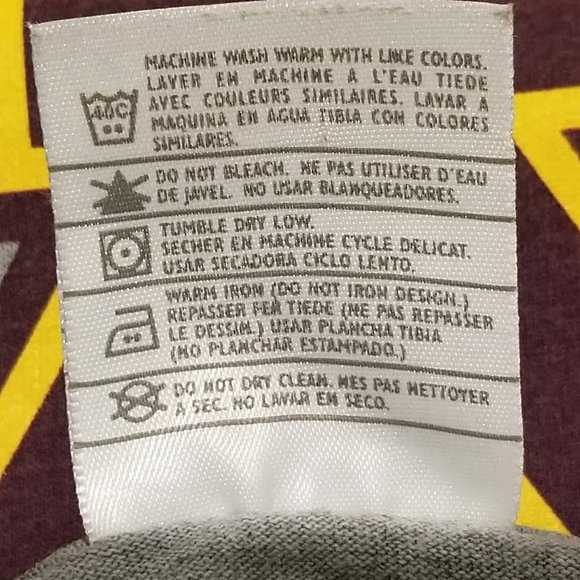 MACHINE WASH WARM WITH LIKE COLORS.
LAVER EN MACHINE A L'EAU TIEDE
40C AVEC COULEURS SIMILAIRES. LAVAR A
MAQUINA EN AGUA TIBIA CON COLORES
SIMILARES.
DO NOT BLEACH. NE PAS UTILISER D'EAU
DE JAVEL. NO USAR BLANQUEADORES.
TUMBLE DRY LOW.
SECHER EN MACHINE CYCLE DELICAT.
USAR SECADORA CICLO LENTO.
WARM IRON (DO NOT IRON DESIGN.)
REPASSER FER TIEDE (NE PAS REPASSER
LE DESSIN.) USAR PLANCHA TIBIA
(NO PLANCHAR ESTAMPADO.)
DO NOT DRY CLEAN. NES PAS NETTOYER
A SEC. NO LAVAR EN SECO.